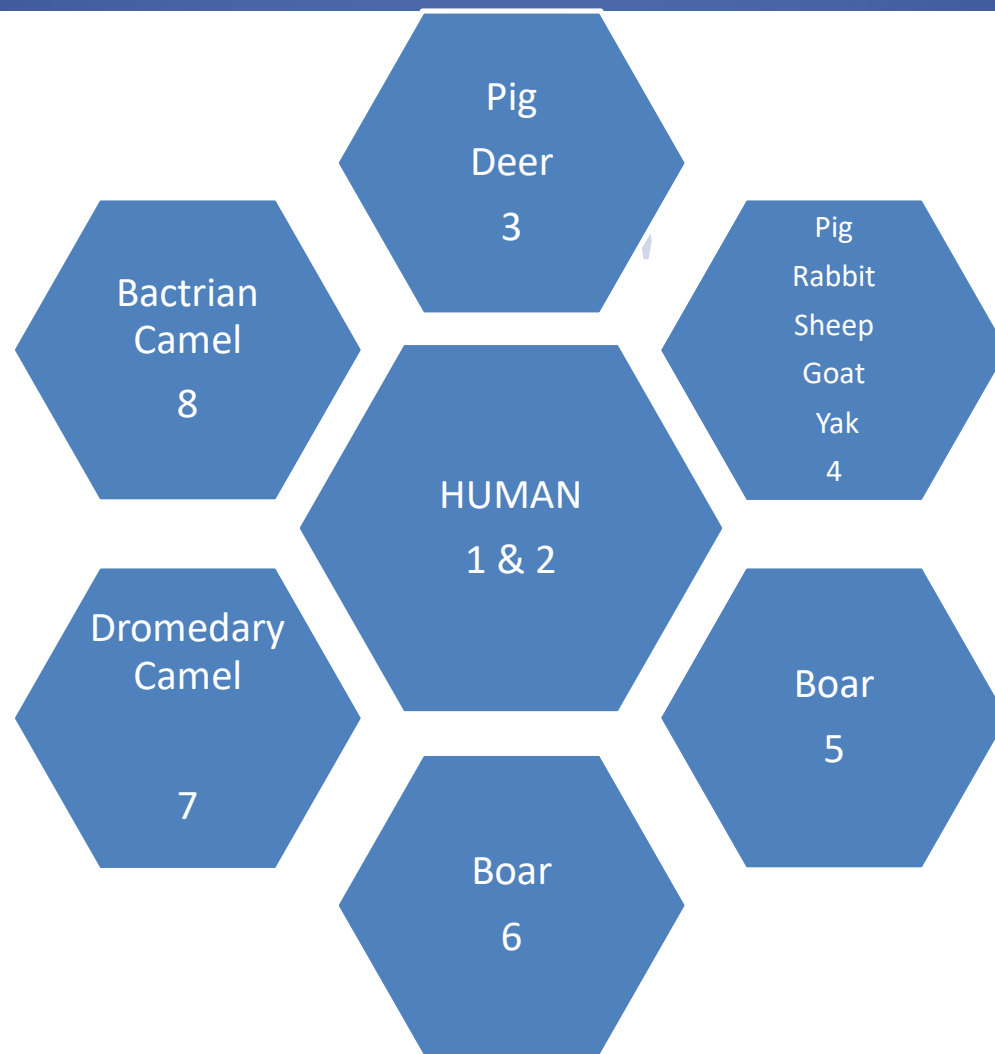 Pig
Deer
3
Pig
Rabbit
Sheep
Goat
Yak
4
Bactrian
Camel
8
HUMAN
1 & 2
Dromedary
Camel
7
Boar
5
Boar
6